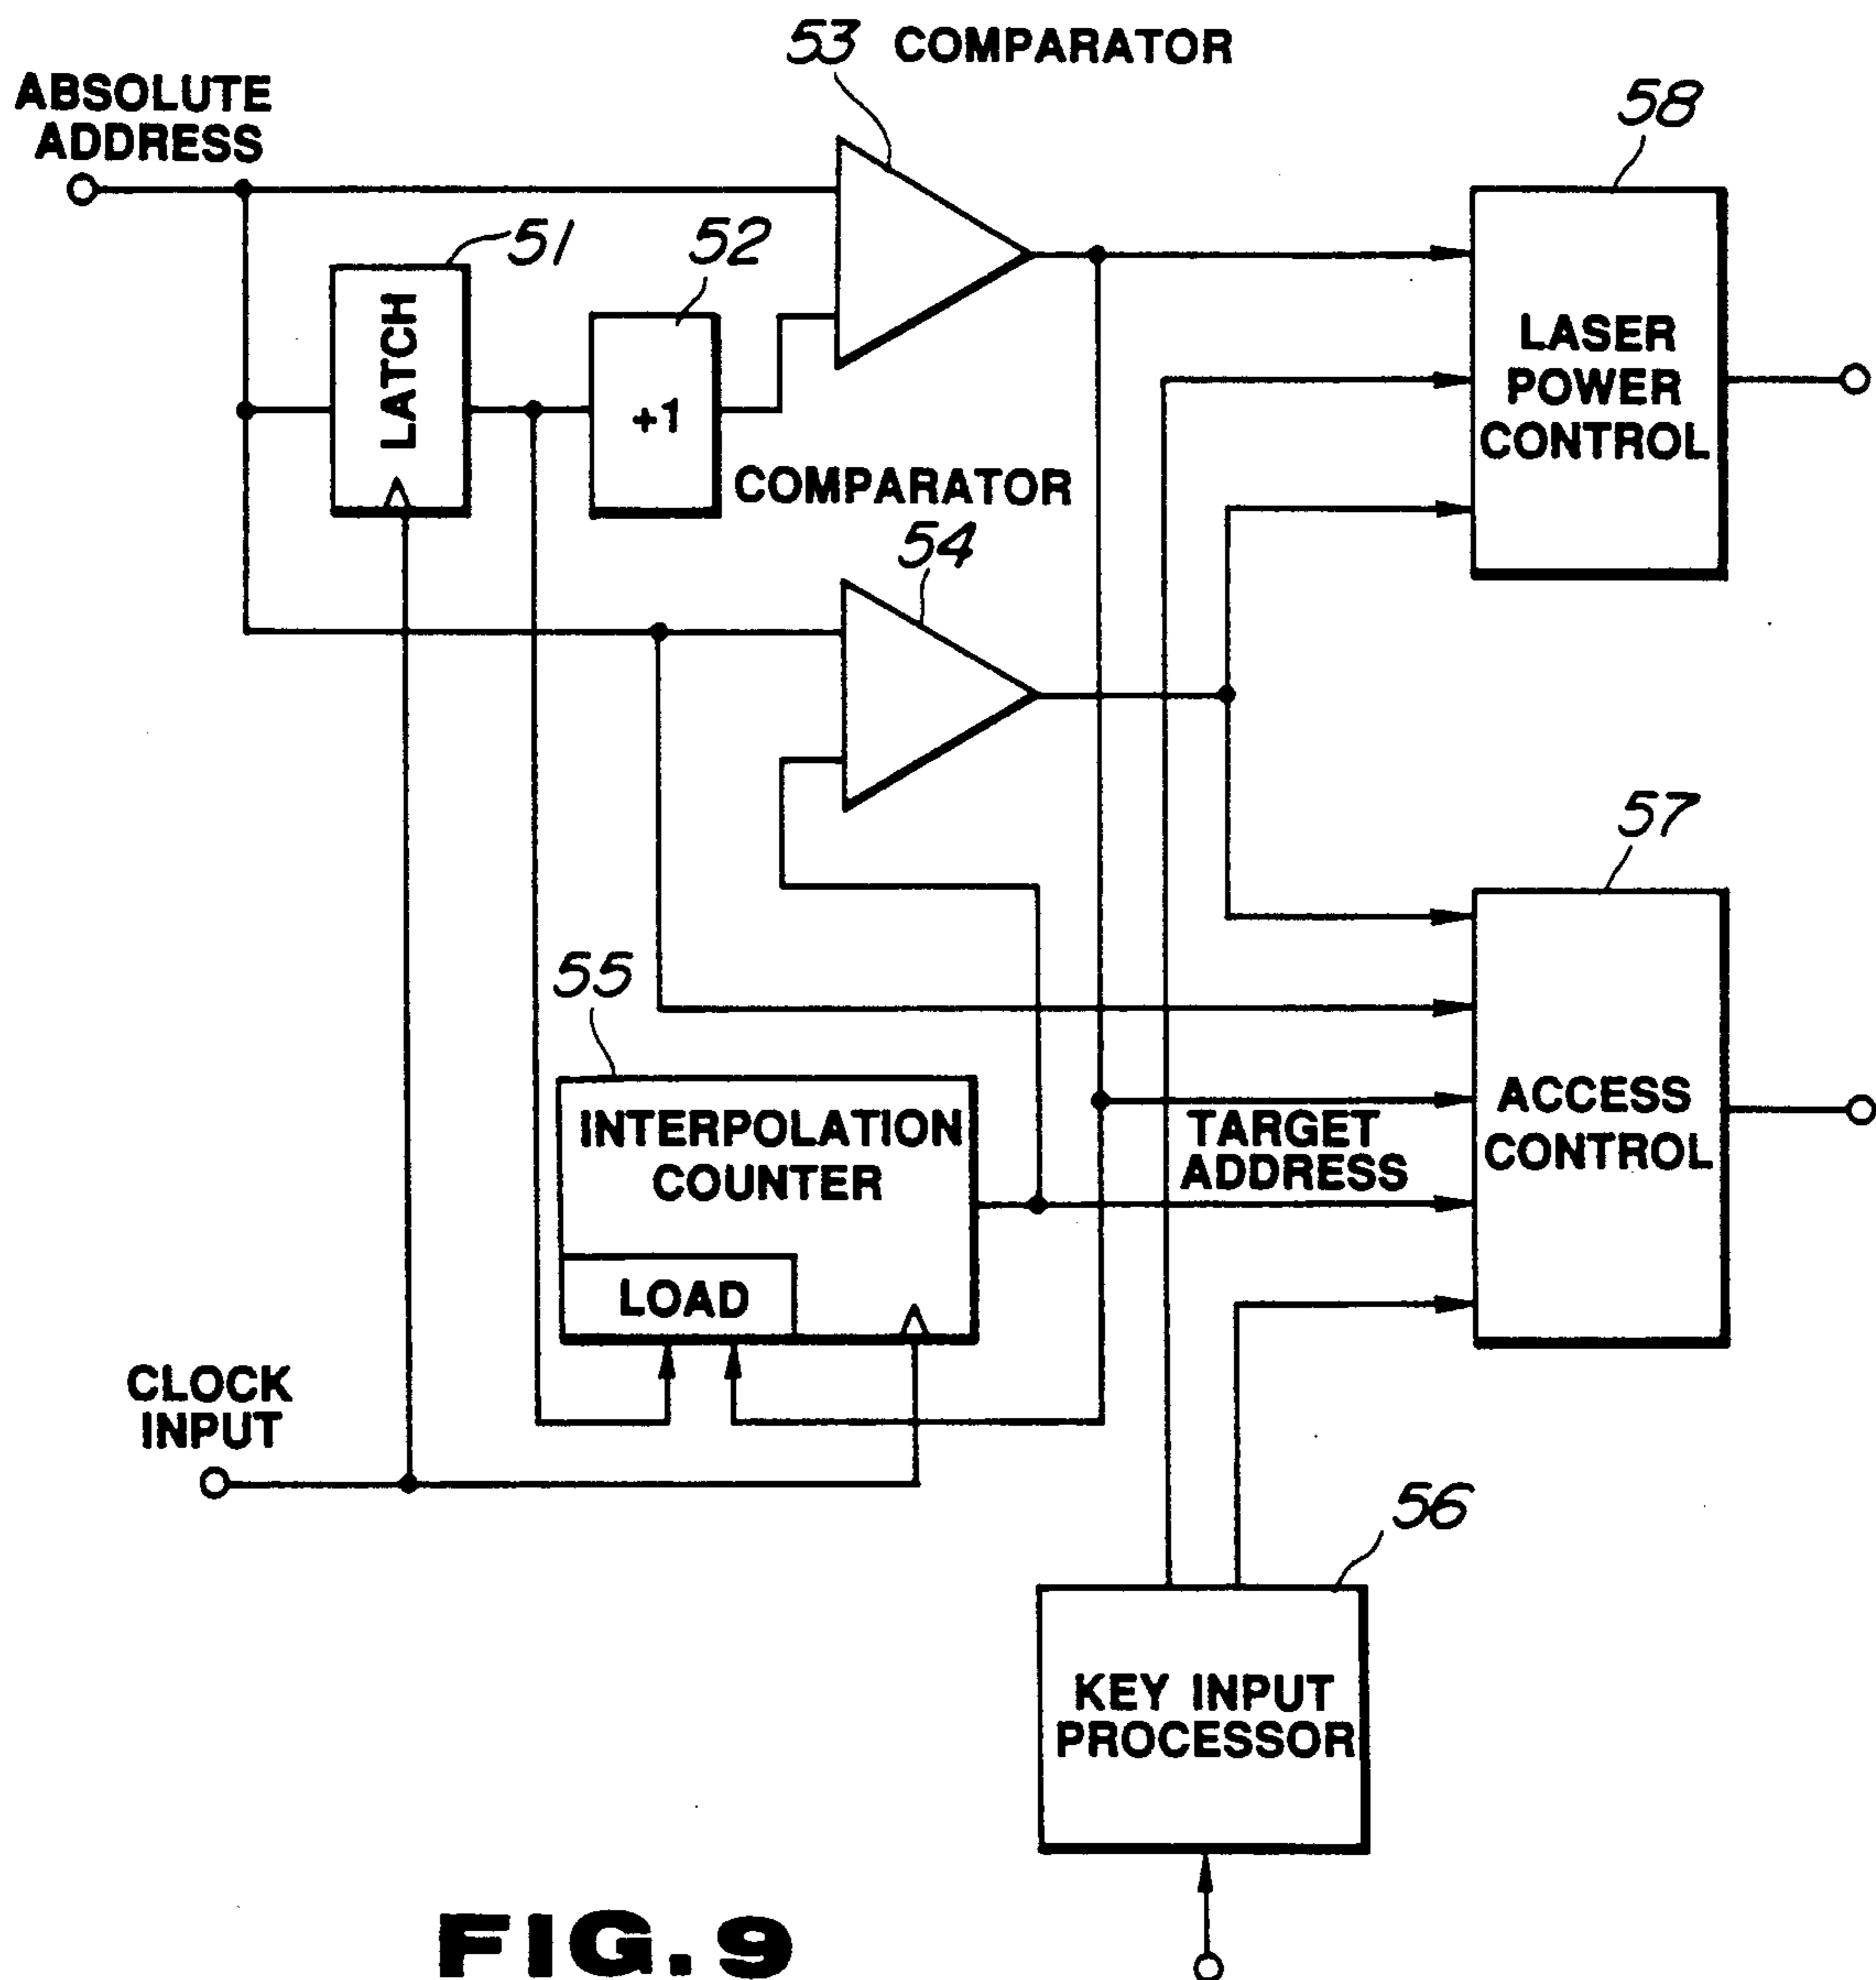 53 COMPARATOR
ABSOLUTE
ADDRESS
58
51
52
LATCH
LASER
POWER
CONTROL
+1
COMPARATOR
54
57
55
INTERPOLATION
COUNTER
TARGET
ADDRESS
ACCESS
CONTROL
LOAD
CLOCK
INPUT
56
KEY INPUT
PROCESSOR
FIG.9